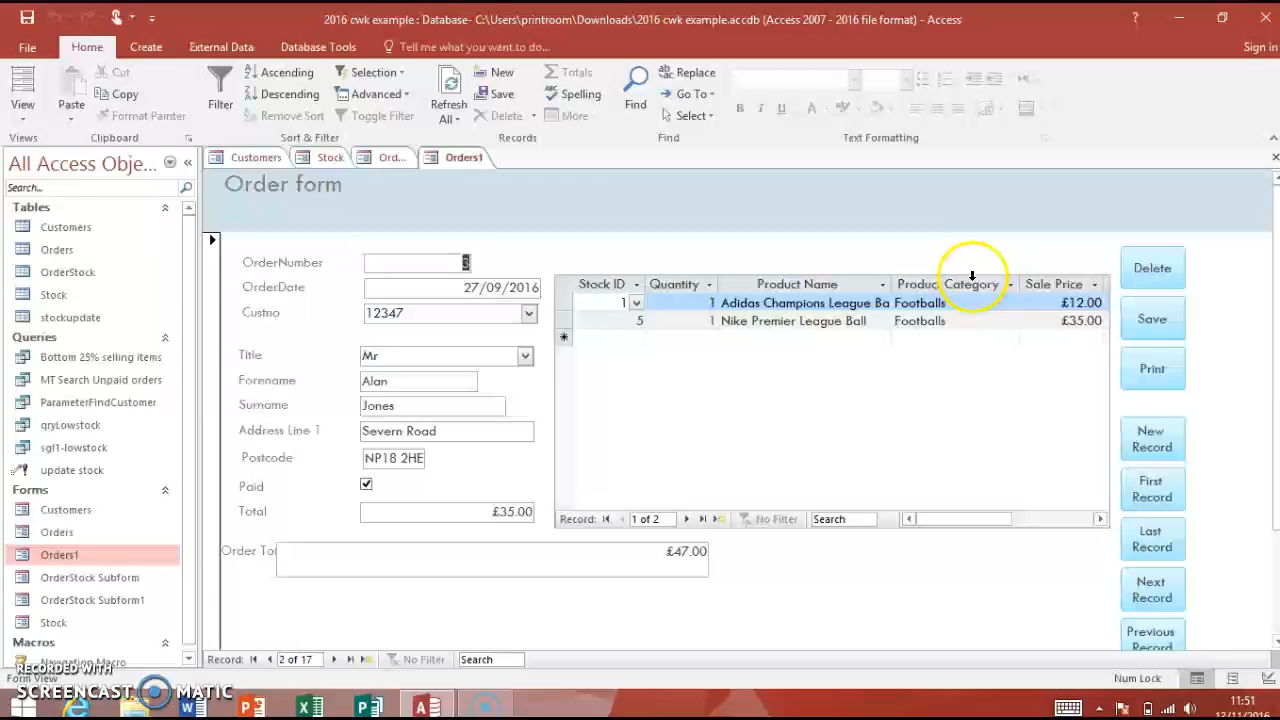 2016 cwk example : Database- C:\Users\printroom\Downloads\2016 cwk example.accdb (Access 2007 - 2016 file format) - Access
File Home Create External Data Database Tools Tell me what you want to do... Sign in
View
Views
Paste
Cut
Copy
Format Painter
Clipboard
Filter
Ascending
Descending
Remove Sort
Selection
Advanced
Toggle Filter
Sort & Filter
Refresh All
New
Save
Delete
Totals
Spelling
More
Records
Find
Replace
Go To
Select
Find
B I U
A
Text Formatting
All Access Obje...
Search...
Tables
Customers
Orders
OrderStock
Stock
stockupdate
Queries
Bottom 25% selling items
MT Search Unpaid orders
ParameterFindCustomer
qryLowstock
sgl1-lowstock
update stock
Forms
Customers
Orders
Orders1
OrderStock Subform
OrderStock Subform1
Stock
Macros
Navigation Macro
Customers Stock Ord... Orders1
Order form
OrderNumber 3
OrderDate 27/09/2016
Custno 12347
Title Mr
Forename Alan
Surname Jones
Address Line 1 Severn Road
Postcode NP18 2HE
Paid
Total £35.00
Order To £47.00
Stock ID Quantity Product Name Product Category Sale Price
1 1 Adidas Champions League Ba Footballs £12.00
5 1 Nike Premier League Ball Footballs £35.00
Record: 1 of 2 No Filter Search
Delete
Save
Print
New
Record
First
Record
Last
Record
Next
Record
Previous
Record
Record: 2 of 17 No Filter Search
Form View Num Lock
RECORDED WITH
SCREENCAST MATIC
11:51